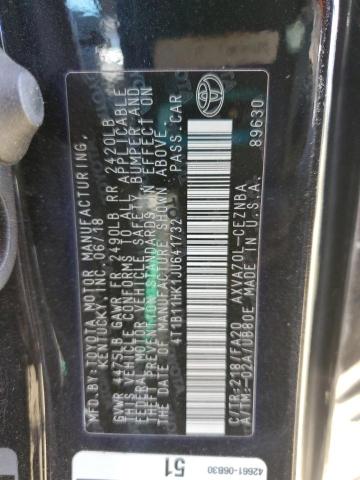 MFD.BY:TOYOTA MOTOR MANUFACTURING,
KENTUCKY, INC. 06/18
GVWR 4475LB GAWR FR 2490LB RR 2420LB
THIS VEHICLE CONFORMS TO ALL APPLICABLE
FEDERAL MOTOR VEHICLE SAFETY, BUMPER AND
THEFT PREVENTION STANDARDS IN EFFECT ON
THE DATE OF MANUFACTURE SHOWN ABOVE.
4T1B11HK1JU641732 PASS.CAR
C/TR:218/FA20 AXVA70L-CEZNBA
A/TM:-02A/UB80E MADE IN U.S.A. 89630
42661-06B30
51